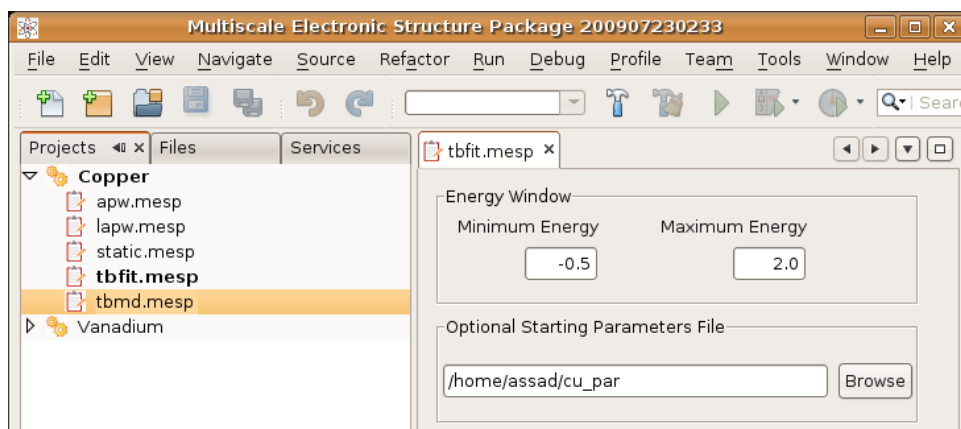 Multiscale Electronic Structure Package 200907230233
File Edit View Navigate Source Refactor Run Debug Profile Team Tools Window Help
Projects Files Services
tbfit.mesp
Copper
apw.mesp
lapw.mesp
static.mesp
tbfit.mesp
tbmd.mesp
Vanadium
Energy Window
Minimum Energy Maximum Energy
-0.5 2.0
Optional Starting Parameters File
/home/assad/cu_par Browse